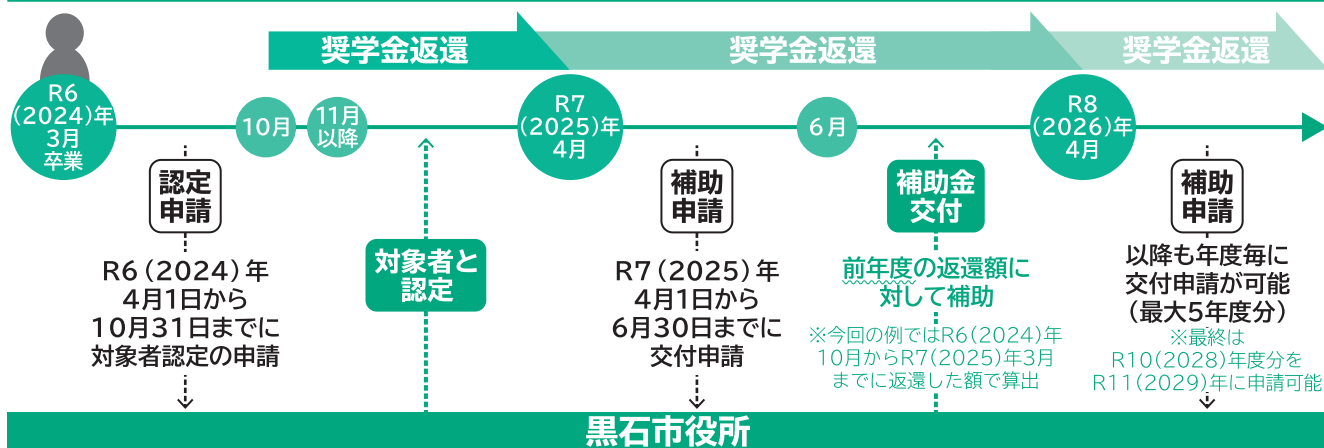 奨学金返還
奨学金返還
奨学金返還
R6
(2024)年
3月
卒業
10月
11月
以降
R7
(2025)年
4月
6月
R8
(2026)年
4月
認定
申請
R6(2024)年
4月1日から
10月31日までに
対象者認定の申請
対象者と
認定
補助
申請
R7(2025)年
4月1日から
6月30日までに
交付申請
補助金
交付
前年度の返還額に
対して補助
※今回の例ではR6(2024)年
10月からR7(2025)年3月
までに返還した額で算出
補助
申請
以降も年度毎に
交付申請が可能
(最大5年度分)
※最終は
R10(2028)年度分を
R11(2029)年に申請可能
黒石市役所